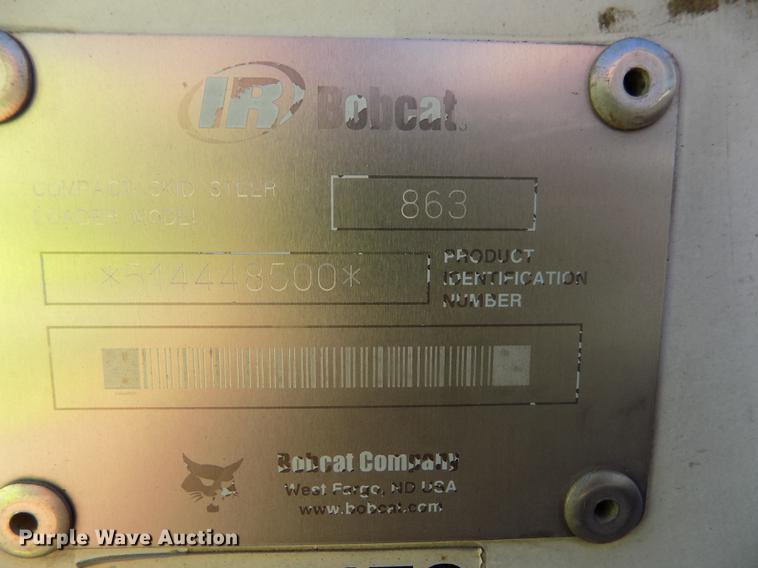 IR Bobcat
COMPACT SKID STEER
LOADER MODEL
863
*514448500*
PRODUCT
IDENTIFICATION
NUMBER
Bobcat Company
West Fargo, ND USA
www.bobcat.com
Purple Wave Auction